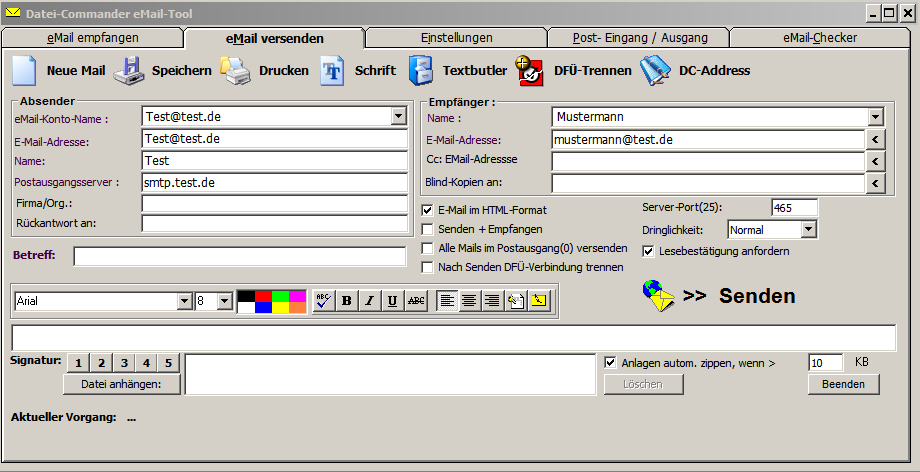 Datei-Commander eMail-Tool
eMail empfangen eMail versenden Einstellungen Post- Eingang / Ausgang eMail-Checker
Neue Mail Speichern Drucken Schrift Textbutler DFÜ-Trennen DC-Address
Absender
eMail-Konto-Name : Test@test.de
E-Mail-Adresse: Test@test.de
Name: Test
Postausgangsserver : smtp.test.de
Firma/Org.:
Rückantwort an:
Betreff:
Empfänger :
Name : Mustermann
E-Mail-Adresse: mustermann@test.de <
Cc: EMail-Adressse <
Blind-Kopien an: <
E-Mail im HTML-Format
Senden + Empfangen
Alle Mails im Postausgang(0) versenden
Nach Senden DFÜ-Verbindung trennen
Server-Port(25): 465
Dringlichkeit: Normal
Lesebestätigung anfordern
>> Senden
Arial 8 ABC B I U ABC
Signatur: 1 2 3 4 5
Datei anhängen:
Anlagen autom. zippen, wenn > 10 KB
Löschen Beenden
Aktueller Vorgang: ...